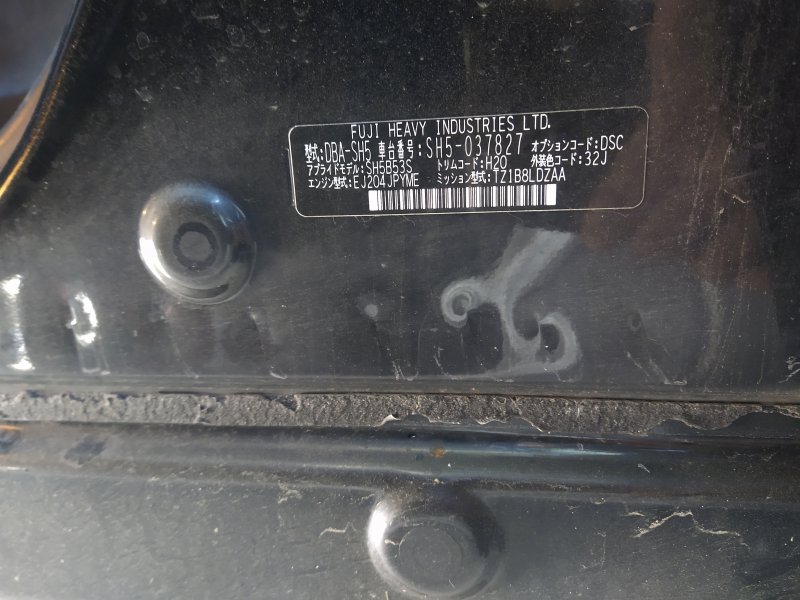 FUJI HEAVY INDUSTRIES LTD.
型式:DBA-SH5 車台番号:SH5-037827 オプションコード:DSC
アプライドモデル:SH5B53S トリムコード:H20 外装色コード:32J
エンジン型式:EJ204JPYME ミッション型式:TZ1B8LDZAA